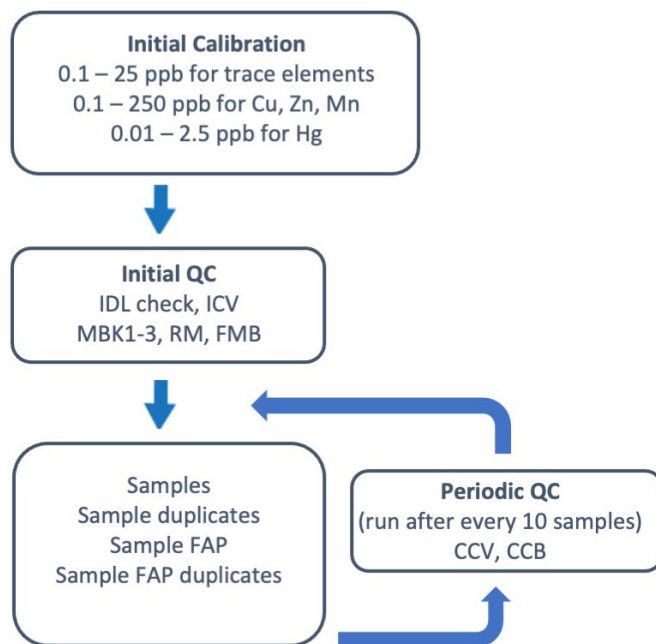 Initial Calibration
0.1 – 25 ppb for trace elements
0.1 – 250 ppb for Cu, Zn, Mn
0.01 – 2.5 ppb for Hg
Initial QC
IDL check, ICV
MBK1-3, RM, FMB
Samples
Sample duplicates
Sample FAP
Sample FAP duplicates
Periodic QC
(run after every 10 samples)
CCV, CCB